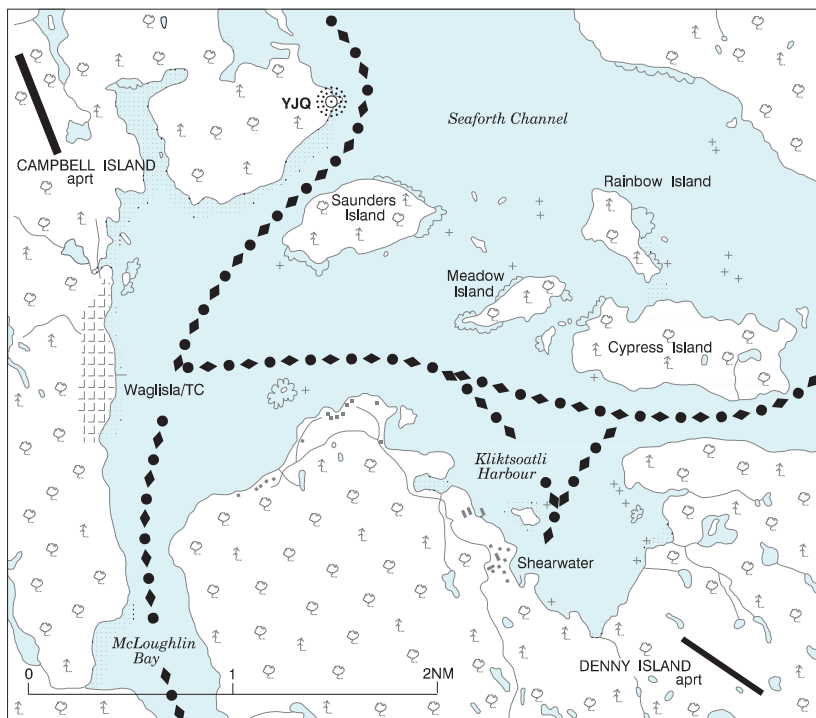 YJQ
Seaforth Channel
CAMPBELL ISLAND
aprt
Rainbow Island
Saunders
Island
Meadow
Island
Cypress Island
Waglisla/TC
Kliktsoatli
Harbour
Shearwater
McLoughlin
Bay
DENNY ISLAND
aprt
0 1 2NM